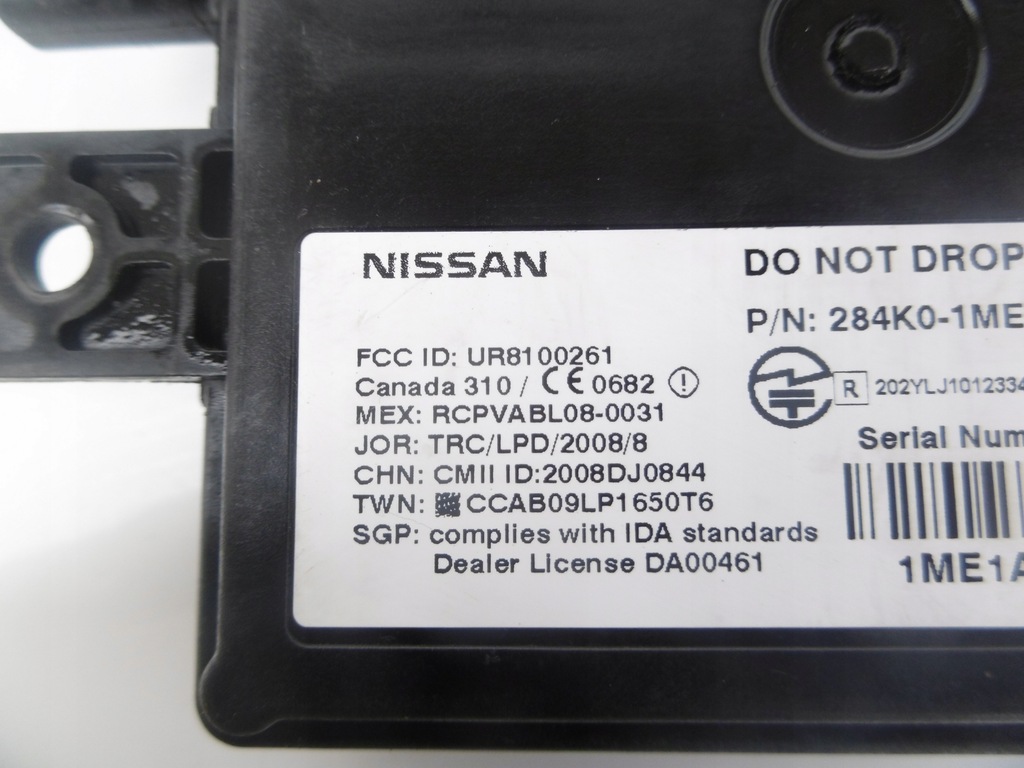 NISSAN
DO NOT DROP
P/N: 284K0-1ME
FCC ID: UR8100261
Canada 310 / CE 0682
MEX: RCPVABL08-0031
JOR: TRC/LPD/2008/8
CHN: CMII ID:2008DJ0844
TWN: CCAB09LP1650T6
SGP: complies with IDA standards
Dealer License DA00461
R 202YLJ1012334
Serial Num
1ME1A